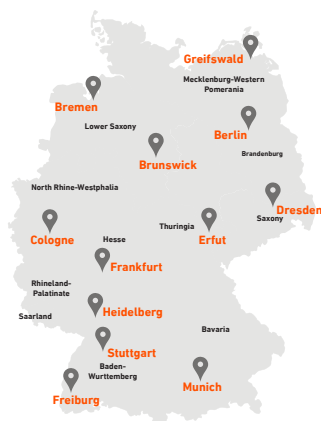 Greifswald
Mecklenburg-Western
Pomerania
Bremen
Lower Saxony
Berlin
Brunswick
Brandenburg
North Rhine-Westphalia
Dresden
Saxony
Thuringia
Cologne
Hesse
Erfut
Frankfurt
Rhineland-
Palatinate
Heidelberg
Saarland
Bavaria
Stuttgart
Baden-
Wurttemberg
Munich
Freiburg